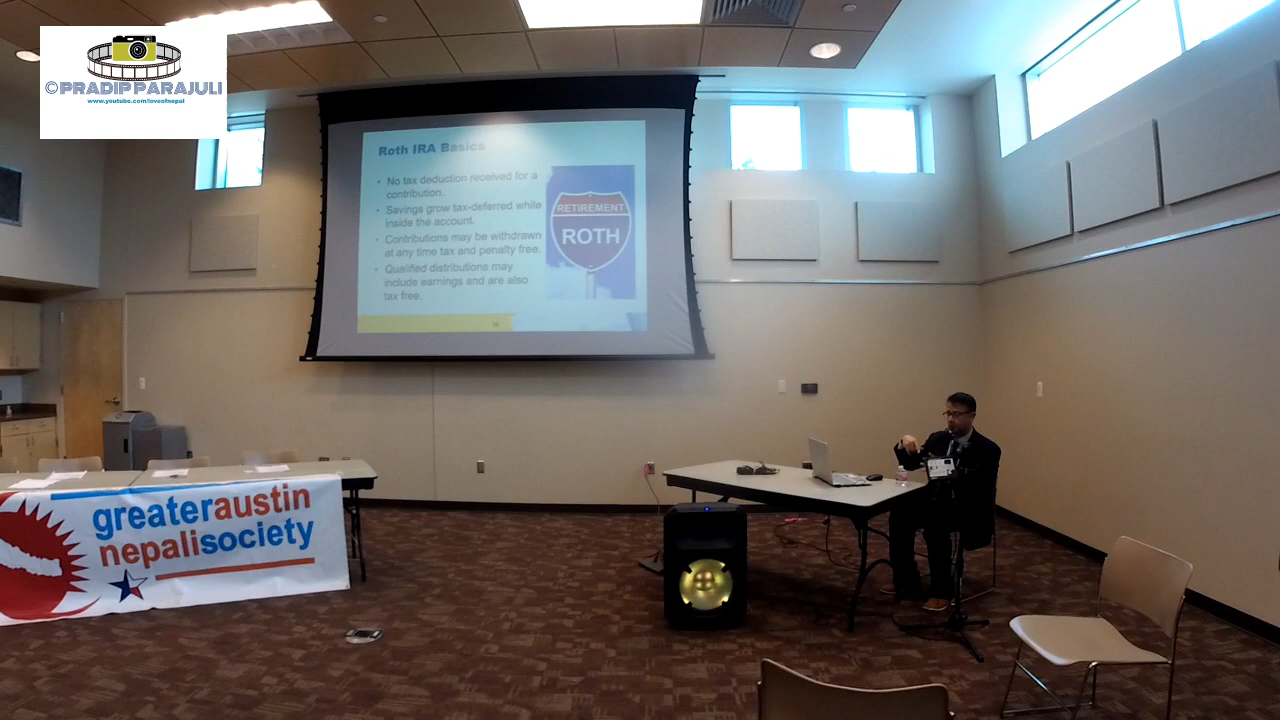 ©PRADIP PARAJULI
www.youtube.com/loveofnepal
Roth IRA Basics
• No tax deduction received for a
contribution.
• Savings grow tax-deferred while
inside the account.
• Contributions may be withdrawn
at any time tax and penalty free.
• Qualified distributions may
include earnings and are also
tax free.
RETIREMENT
ROTH
greateraustin
nepalisociety